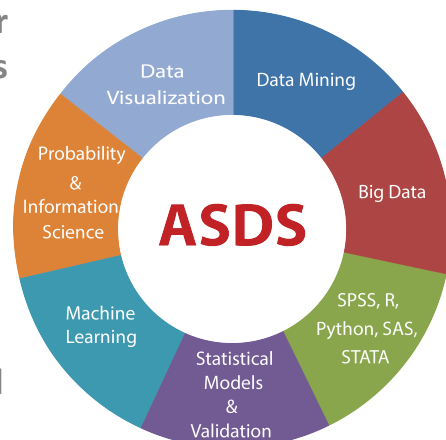 r
s
Data
Visualization
Data Mining
Big Data
SPSS, R,
Python, SAS,
STATA
Statistical
Models
&
Validation
Machine
Learning
Probability
&
Information
Science
ASDS